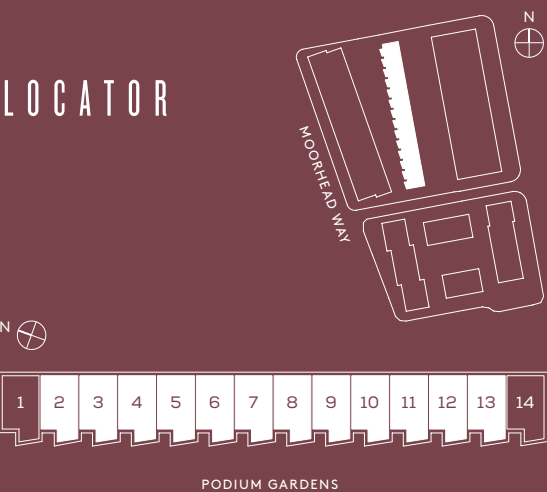 N
LOCATOR
MOORHEAD WAY
N
1 2 3 4 5 6 7 8 9 10 11 12 13 14
PODIUM GARDENS